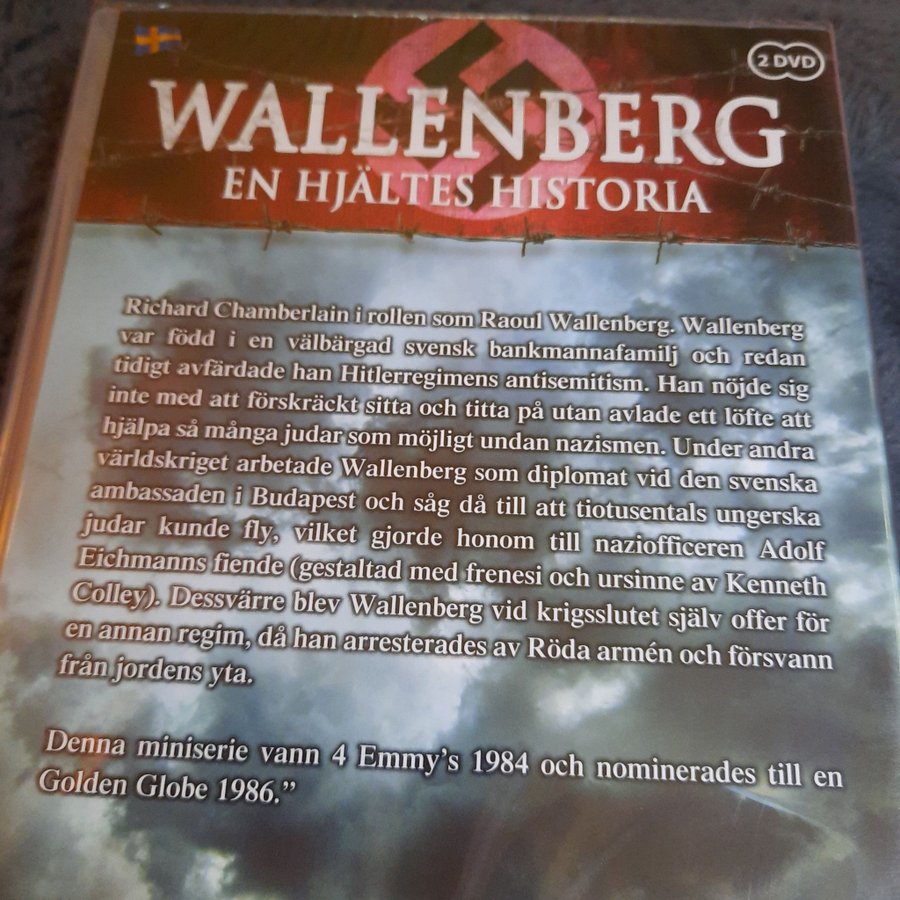 2 DVD
WALLENBERG
EN HJÄLTES HISTORIA
Richard Chamberlain i rollen som Raoul Wallenberg. Wallenberg
var född i en välbärgad svensk bankmannafamilj och redan
tidigt avfärdade han Hitlerregimens antisemitism. Han nöjde sig
inte med att förskräckt sitta och titta på utan avlade ett löfte att
hjälpa så många judar som möjligt undan nazismen. Under andra
världskriget arbetade Wallenberg som diplomat vid den svenska
ambassaden i Budapest och såg då till att tiotusentals ungerska
judar kunde fly, vilket gjorde honom till naziofficeren Adolf
Eichmanns fiende (gestaltad med frenesi och ursinne av Kenneth
Colley). Dessvärre blev Wallenberg vid krigsslutet själv offer för
en annan regim, då han arresterades av Röda armén och försvann
från jordens yta.
Denna miniserie vann 4 Emmy's 1984 och nominerades till en
Golden Globe 1986.”